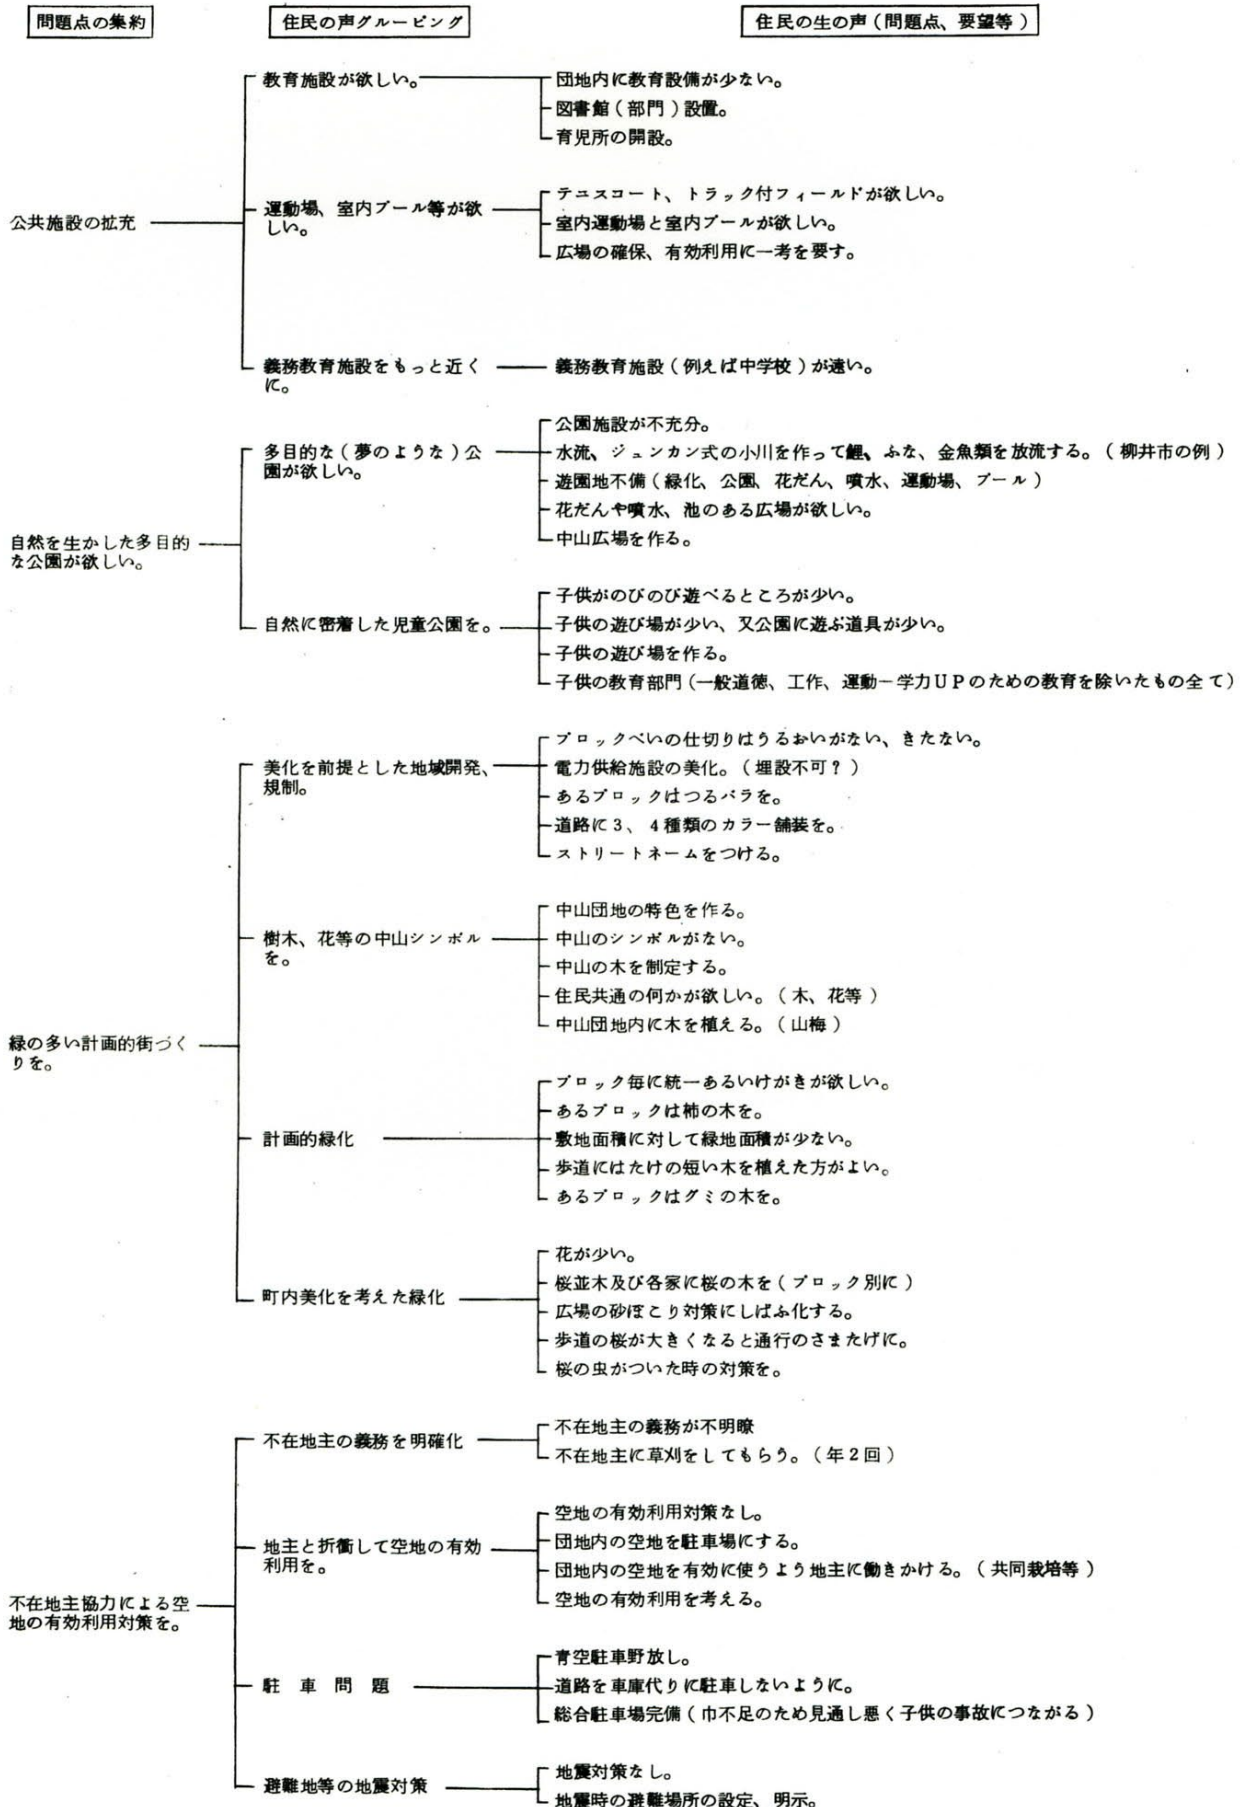 問題点の集約
住民の声グルーピング
住民の生の声(問題点、要望等)
公共施設の拡充
教育施設が欲しい。
団地内に教育設備が少ない。
図書館(部門)設置。
育児所の開設。
運動場、室内プール等が欲
しい。
テニスコート、トラック付フィールドが欲しい。
室内運動場と室内プールが欲しい。
広場の確保、有効利用に一考を要す。
義務教育施設をもっと近く
に。
義務教育施設(例えば中学校)が遠い。
自然を生かした多目的
な公園が欲しい。
多目的な(夢のような)公
園が欲しい。
公園施設が不充分。
水流、ジュンカン式の小川を作って鯉、ふな、金魚類を放流する。(柳井市の例)
遊園地不備(緑化、公園、花だん、噴水、運動場、プール)
花だんや噴水、池のある広場が欲しい。
中山広場を作る。
自然に密着した児童公園を。
子供がのびのび遊べるところが少い。
子供の遊び場が少い、又公園に遊ぶ道具が少い。
子供の遊び場を作る。
子供の教育部門(一般道徳、工作、運動-学力UPのための教育を除いたもの全て)
緑の多い計画的街づく
りを。
美化を前提とした地域開発、
規制。
ブロックべいの仕切りはうるおいがない、きたない。
電力供給施設の美化。(埋設不可?)
あるブロックはつるバラを。
道路に3、4種類のカラー舗装を。
ストリートネームをつける。
樹木、花等の中山シンボル
を。
中山団地の特色を作る。
中山のシンボルがない。
中山の木を制定する。
住民共通の何かが欲しい。(木、花等)
中山団地内に木を植える。(山梅)
計画的緑化
ブロック毎に統一あるいけがきが欲しい。
あるブロックは柿の木を。
敷地面積に対して緑地面積が少ない。
歩道にはたけの短い木を植えた方がよい。
あるブロックはグミの木を。
町内美化を考えた緑化
花が少い。
桜並木及び各家に桜の木を(ブロック別に)
広場の砂ぼこり対策にしばふ化する。
歩道の桜が大きくなると通行のさまたげに。
桜の虫がついた時の対策を。
不在地主協力による空
地の有効利用対策を。
不在地主の義務を明確化
不在地主の義務が不明瞭
不在地主に草刈をしてもらう。(年2回)
地主と折衝して空地の有効
利用を。
空地の有効利用対策なし。
団地内の空地を駐車場にする。
団地内の空地を有効に使うよう地主に働きかける。(共同栽培等)
空地の有効利用を考える。
駐車問題
青空駐車野放し。
道路を車庫代りに駐車しないように。
総合駐車場完備(巾不足のため見通し悪く子供の事故につながる)
避難地等の地震対策
地震対策なし。
地震時の避難場所の設定、明示。